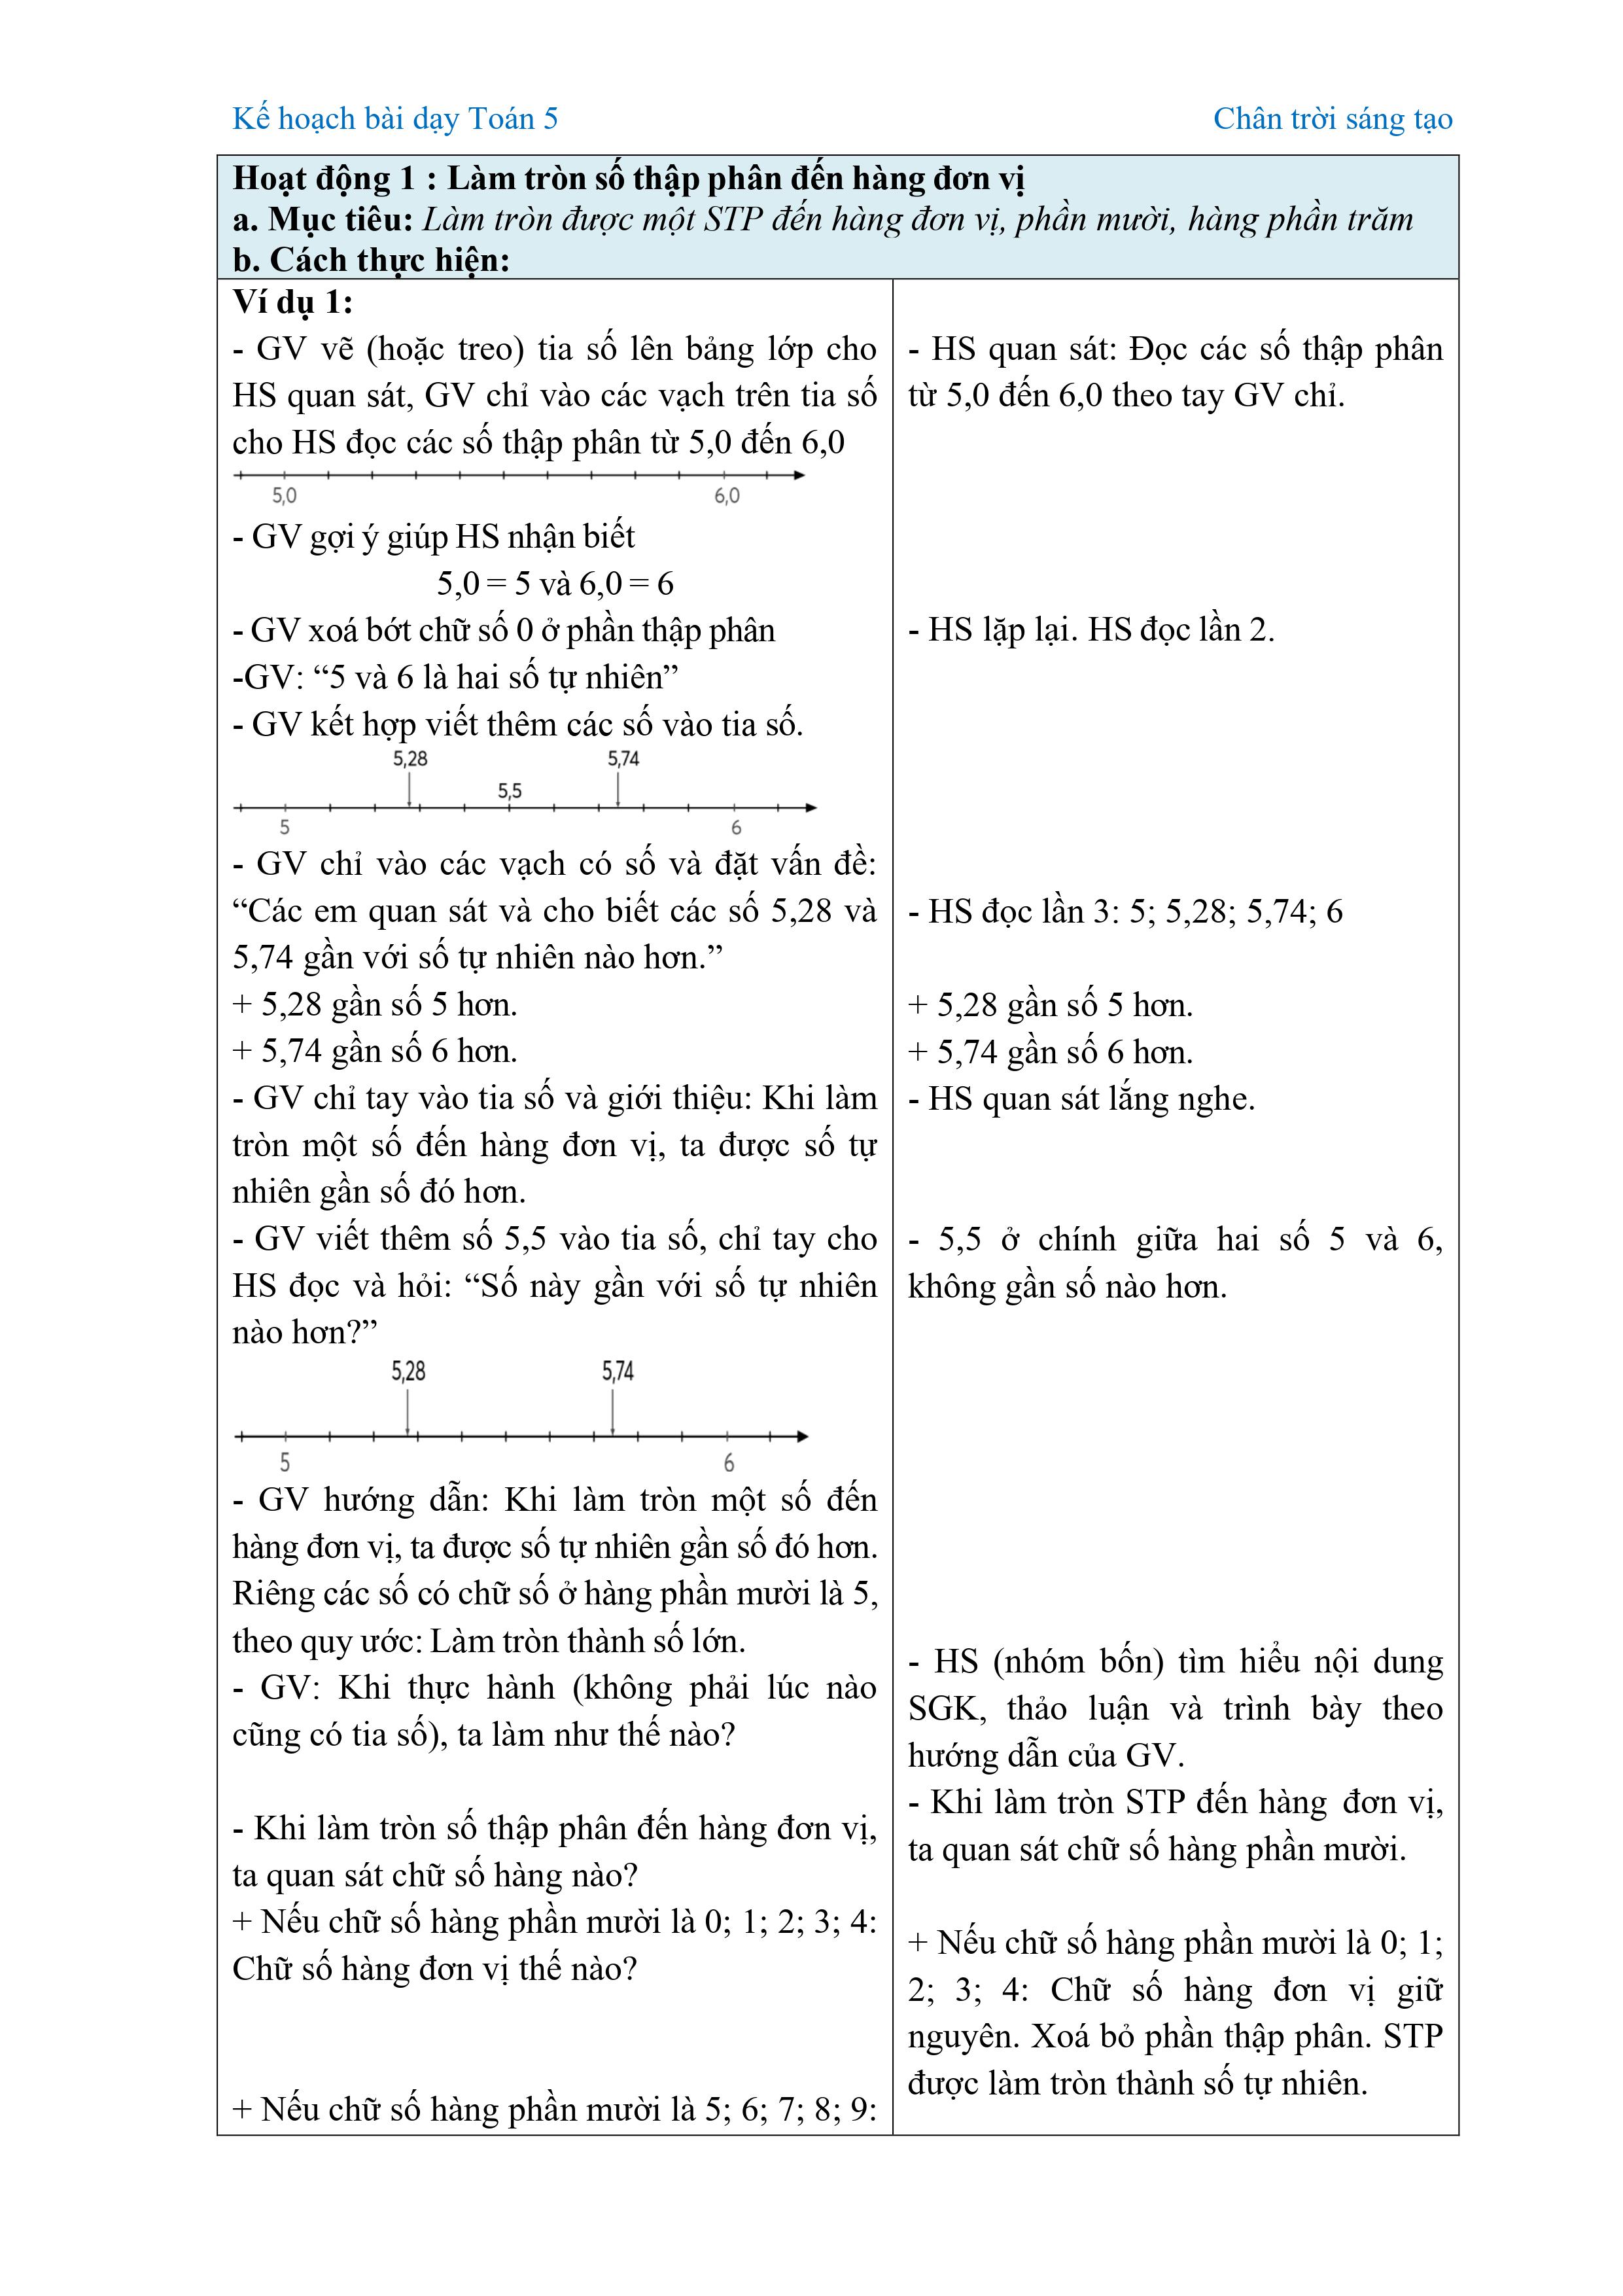 Kế hoạch bài dạy Toán 5
Chân trời sáng tạo
Hoạt động 1 : Làm tròn số thập phân đến hàng đơn vị
a. Mục tiêu: Làm tròn được một STP đến hàng đơn vị, phần mười, hàng phần trăm
b. Cách thực hiện:
Ví dụ 1:
- GV vẽ (hoặc treo) tia số lên bảng lớp cho
HS quan sát, GV chỉ vào các vạch trên tia số
cho HS đọc các số thập phân từ 5,0 đến 6,0
5,0 6,0
- GV gợi ý giúp HS nhận biết
5,0 = 5 và 6,0 = 6
- GV xoá bớt chữ số 0 ở phần thập phân
-GV: “5 và 6 là hai số tự nhiên”
- GV kết hợp viết thêm các số vào tia số.
5,28 5,74
5,5
5 6
- GV chỉ vào các vạch có số và đặt vấn đề:
“Các em quan sát và cho biết các số 5,28 và
5,74 gần với số tự nhiên nào hơn.”
+ 5,28 gần số 5 hơn.
+ 5,74 gần số 6 hơn.
- GV chỉ tay vào tia số và giới thiệu: Khi làm
tròn một số đến hàng đơn vị, ta được số tự
nhiên gần số đó hơn.
- GV viết thêm số 5,5 vào tia số, chỉ tay cho
HS đọc và hỏi: “Số này gần với số tự nhiên
nào hơn?”
5,28 5,74
5 6
- GV hướng dẫn: Khi làm tròn một số đến
hàng đơn vị, ta được số tự nhiên gần số đó hơn.
Riêng các số có chữ số ở hàng phần mười là 5,
theo quy ước: Làm tròn thành số lớn.
- GV: Khi thực hành (không phải lúc nào
cũng có tia số), ta làm như thế nào?
- Khi làm tròn số thập phân đến hàng đơn vị,
ta quan sát chữ số hàng nào?
+ Nếu chữ số hàng phần mười là 0; 1; 2; 3; 4:
Chữ số hàng đơn vị thế nào?
+ Nếu chữ số hàng phần mười là 5; 6; 7; 8; 9:
- HS quan sát: Đọc các số thập phân
từ 5,0 đến 6,0 theo tay GV chỉ.
- HS lặp lại. HS đọc lần 2.
- HS đọc lần 3: 5; 5,28; 5,74; 6
+ 5,28 gần số 5 hơn.
+ 5,74 gần số 6 hơn.
- HS quan sát lắng nghe.
- 5,5 ở chính giữa hai số 5 và 6,
không gần số nào hơn.
- HS (nhóm bốn) tìm hiểu nội dung
SGK, thảo luận và trình bày theo
hướng dẫn của GV.
- Khi làm tròn STP đến hàng đơn vị,
ta quan sát chữ số hàng phần mười.
+ Nếu chữ số hàng phần mười là 0; 1;
2; 3; 4: Chữ số hàng đơn vị giữ
nguyên. Xoá bỏ phần thập phân. STP
được làm tròn thành số tự nhiên.